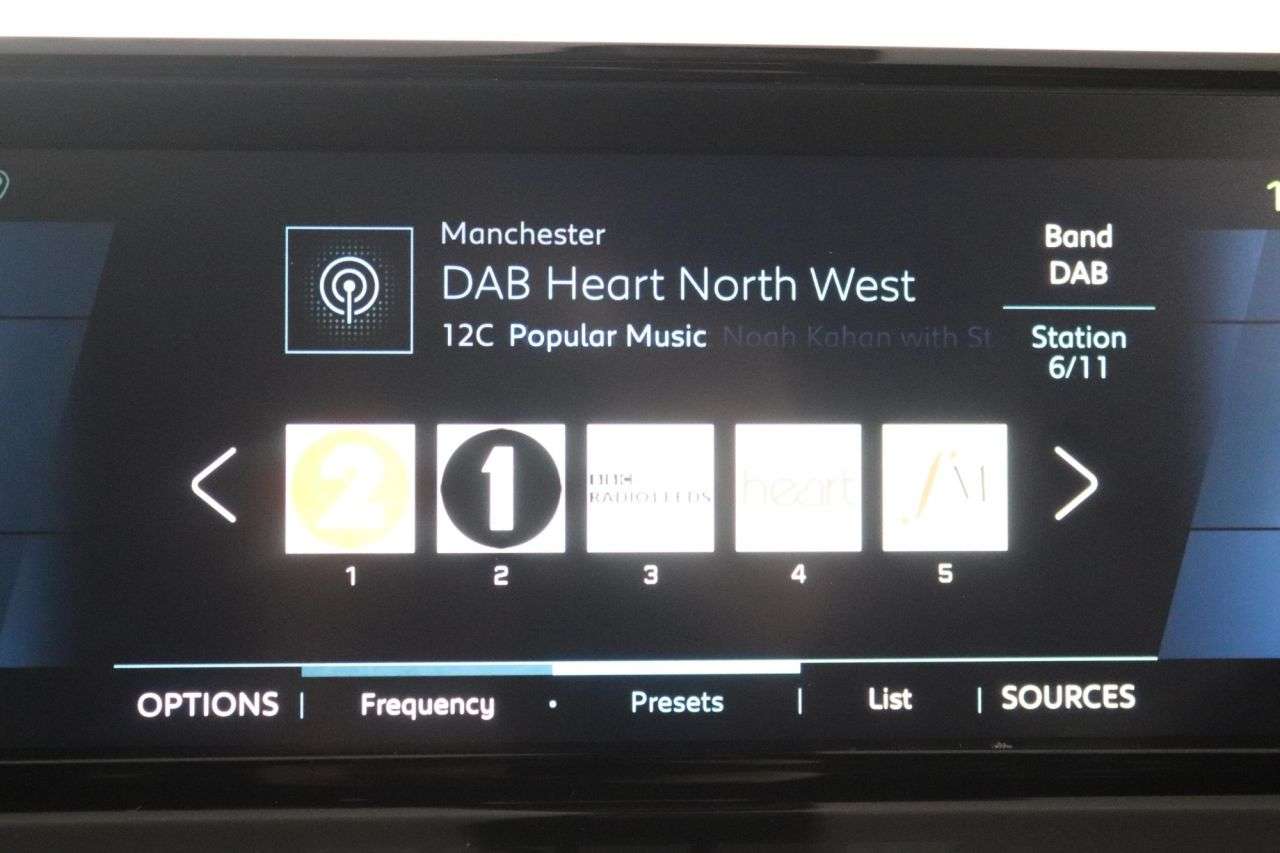 Manchester
DAB Heart North West
12C Popular Music Noah Kahan with St
Band
DAB
Station
6/11
2
1
BBC
RADIO LEEDS
heart
1
2
3
4
5
OPTIONS | Frequency • Presets | List | SOURCES